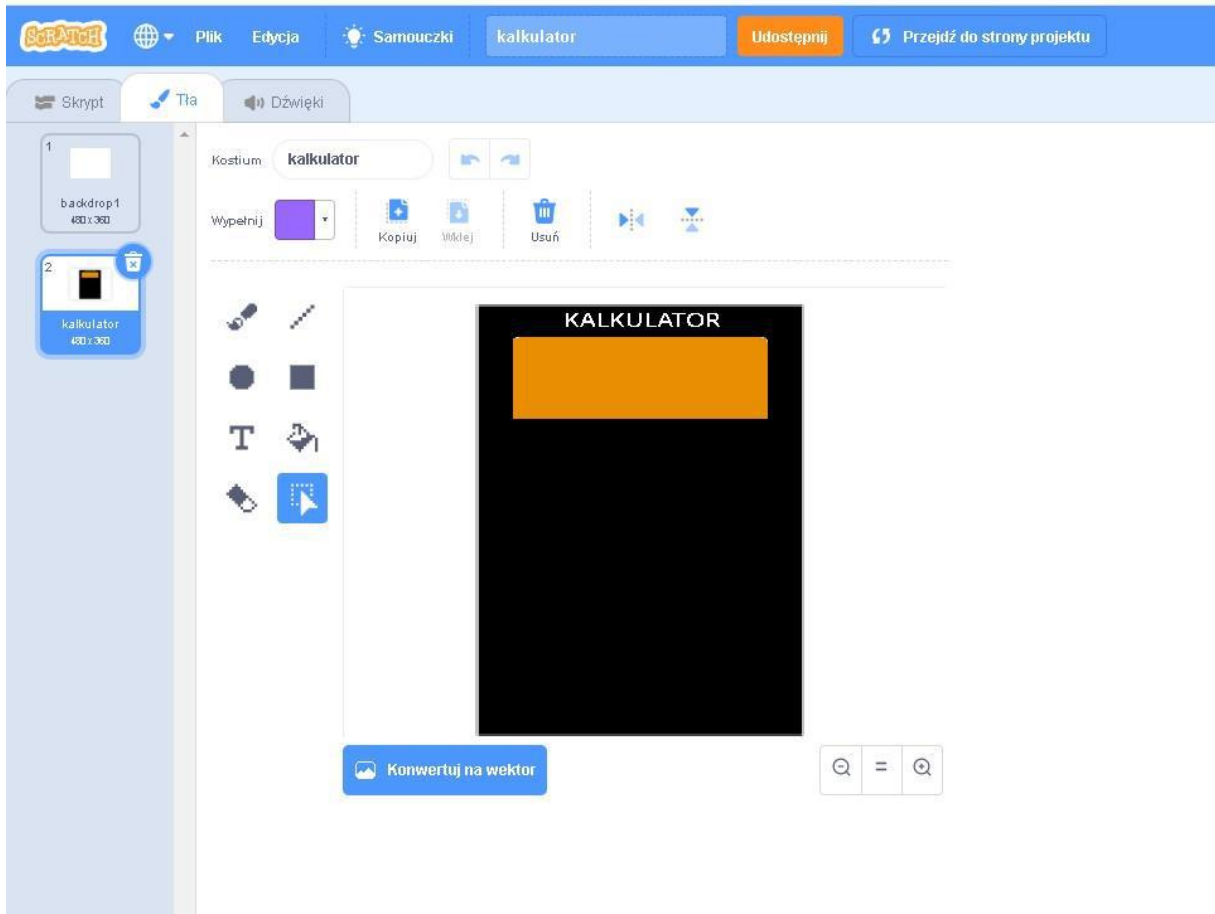 SCRATCH Plik Edycja Samouczki kalkulator Udostępnij Przejdź do strony projektu
Skrypt Tła Dźwięki
1
backdrop1
480 x 360
2
kalkulator
480 x 360
Kostium kalkulator
Wypełnij Kopiuj Wklej Usuń
T
KALKULATOR
Konwertuj na wektor
=